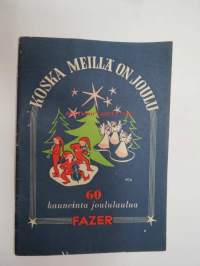 KOSKA MEILLÄ ON JOULU
60
kauneinta joululaulua
FAZER